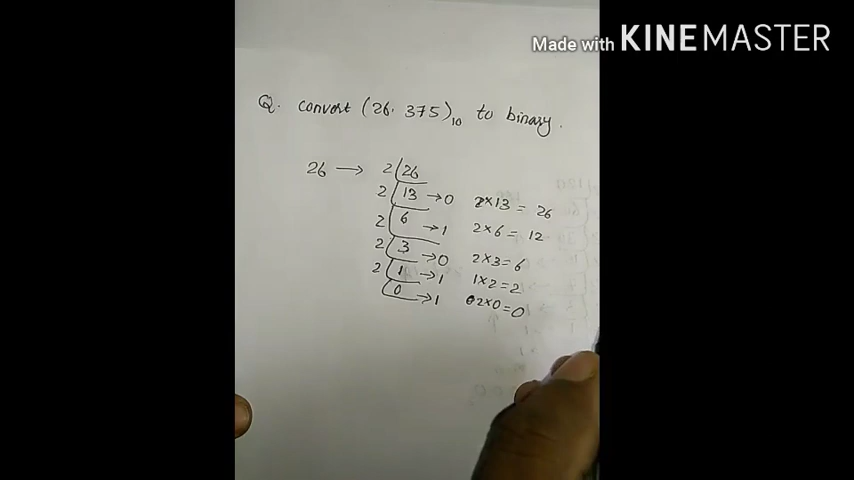 Made with KINEMASTER
Q. convert (26.375)10 to binary.
26 → 2 26
2 13 → 0 2×13 = 26
2 6 → 1 2×6 = 12
2 3 → 0 2×3 = 6
2 1 → 1 1×2 = 2
0 → 1 2×0 = 0